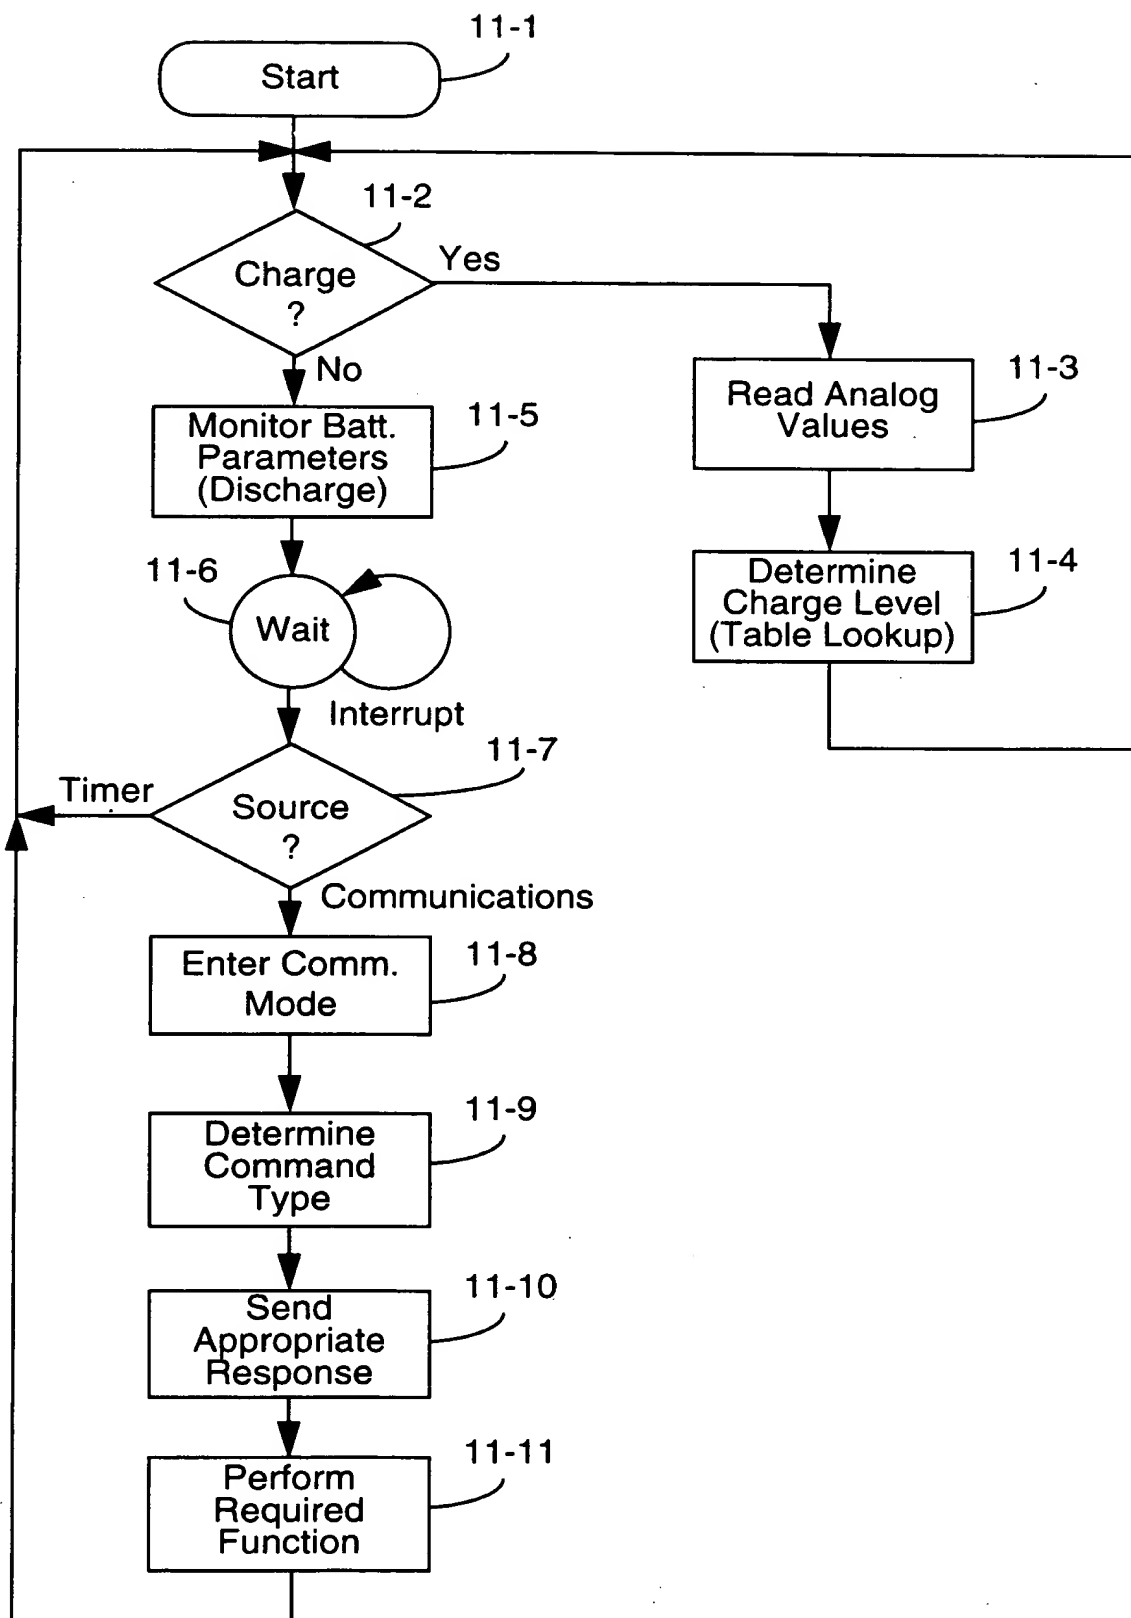 11-1
Start
11-2
Charge
?
Yes
No
11-3
Read Analog
Values
11-5
Monitor Batt.
Parameters
(Discharge)
11-4
Determine
Charge Level
(Table Lookup)
11-6
Wait
Interrupt
11-7
Timer
Source
?
Communications
11-8
Enter Comm.
Mode
11-9
Determine
Command
Type
11-10
Send
Appropriate
Response
11-11
Perform
Required
Function